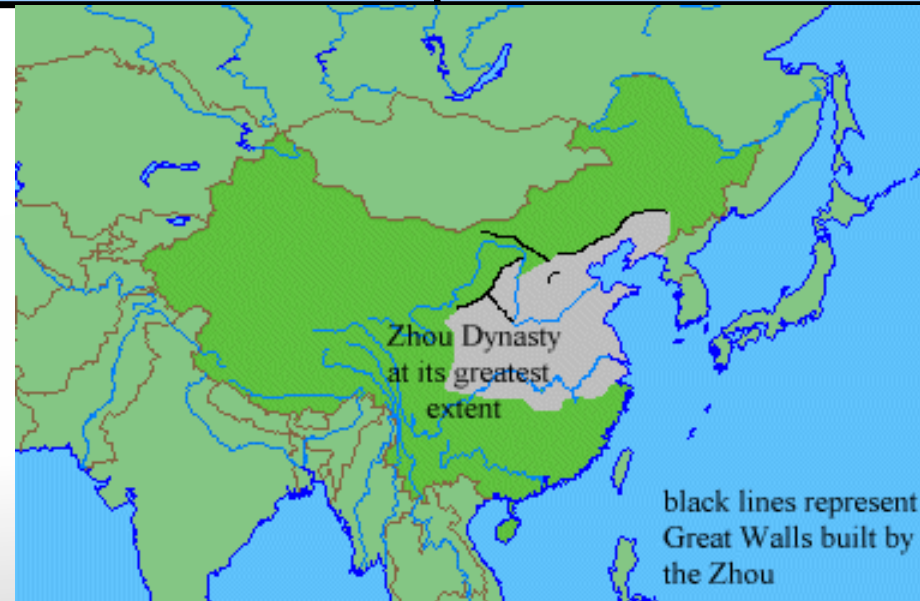 Zhou Dynasty
at its greatest
extent
black lines represent
Great Walls built by
the Zhou